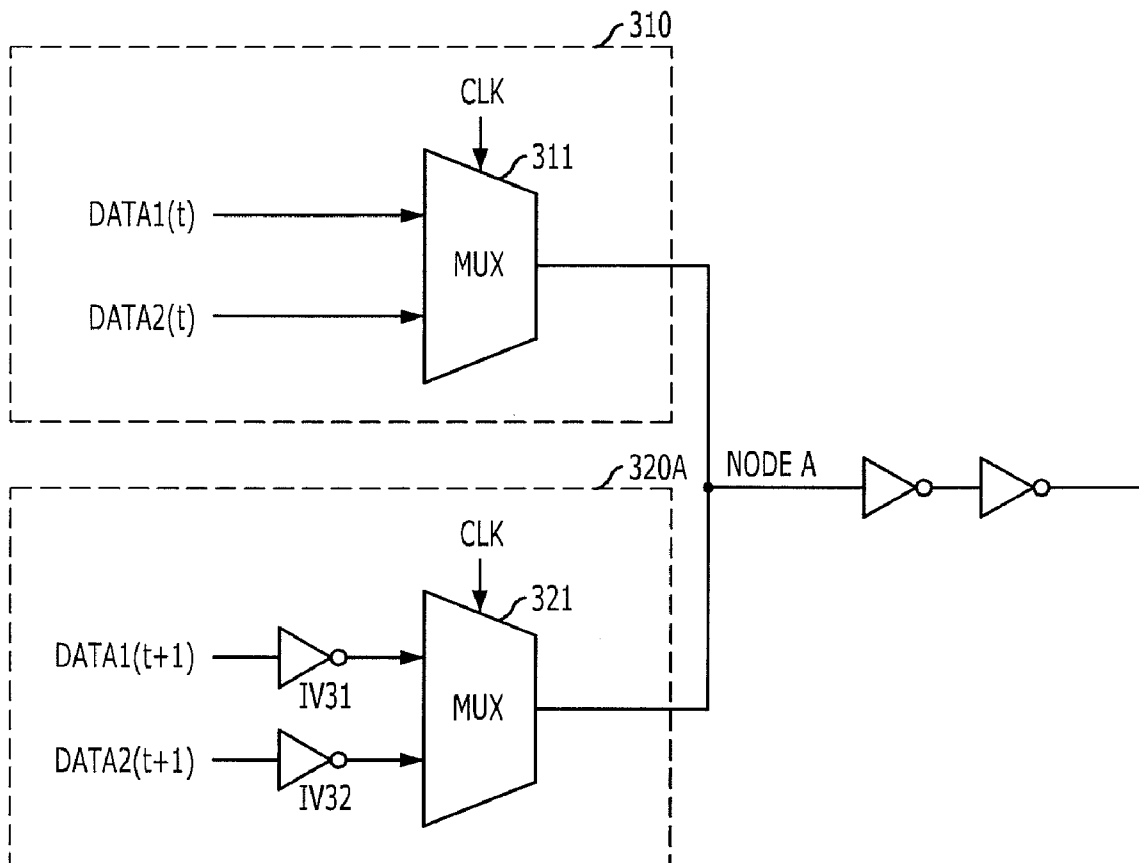 310
CLK
311
DATA1(t)
MUX
DATA2(t)
320A
NODE A
CLK
321
DATA1(t+1)
IV31
MUX
DATA2(t+1)
IV32